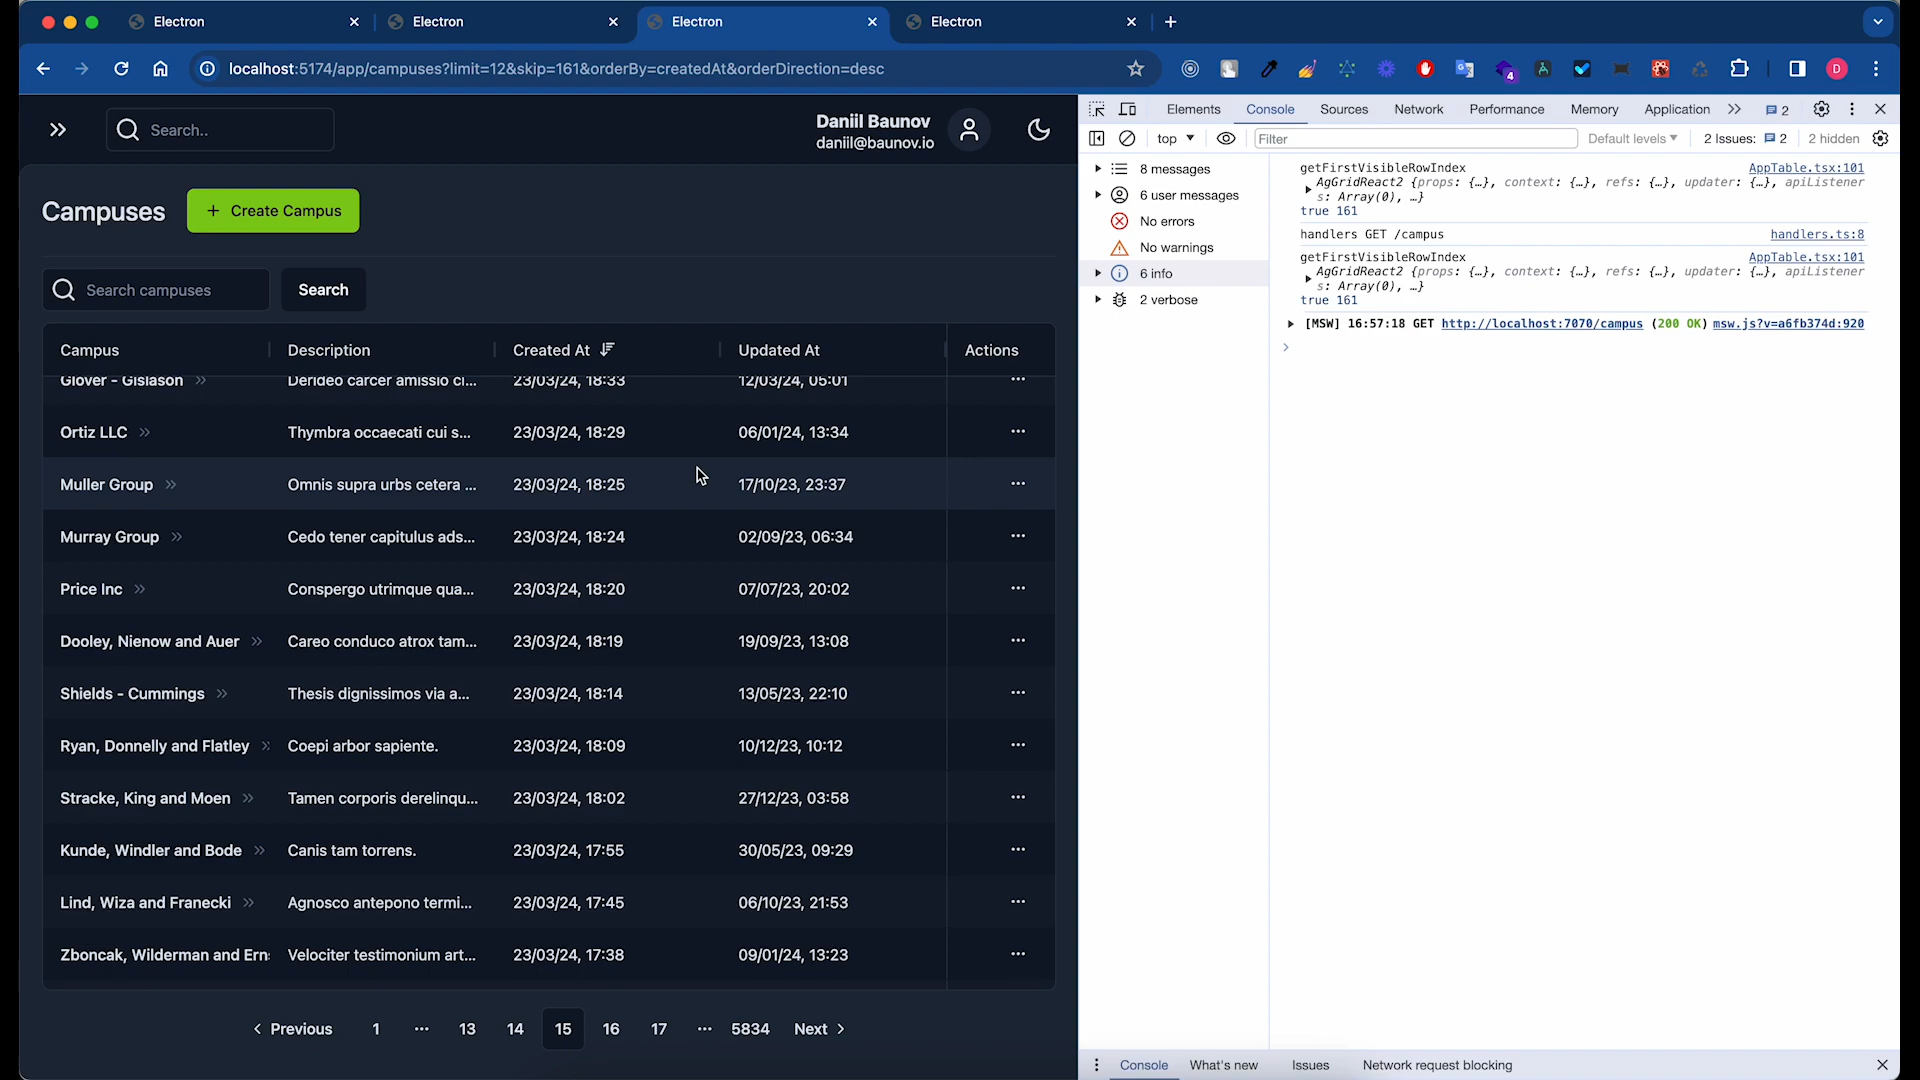 Electron
Electron
Electron
Electron
localhost:5174/app/campuses?limit=12&skip=161&orderBy=createdAt&orderDirection=desc
4
D
Search..
Daniil Baunov
daniil@baunov.io
Campuses
+ Create Campus
Search campuses
Search
Campus Description Created At Updated At Actions
Glover - Gislason » Derideo carcer amissio ci... 23/03/24, 18:33 12/03/24, 05:01 ...
Ortiz LLC » Thymbra occaecati cui s... 23/03/24, 18:29 06/01/24, 13:34 ...
Muller Group » Omnis supra urbs cetera ... 23/03/24, 18:25 17/10/23, 23:37 ...
Murray Group » Cedo tener capitulus ads... 23/03/24, 18:24 02/09/23, 06:34 ...
Price Inc » Conspergo utrimque qua... 23/03/24, 18:20 07/07/23, 20:02 ...
Dooley, Nienow and Auer » Careo conduco atrox tam... 23/03/24, 18:19 19/09/23, 13:08 ...
Shields - Cummings » Thesis dignissimos via a... 23/03/24, 18:14 13/05/23, 22:10 ...
Ryan, Donnelly and Flatley » Coepi arbor sapiente. 23/03/24, 18:09 10/12/23, 10:12 ...
Stracke, King and Moen » Tamen corporis derelinqu... 23/03/24, 18:02 27/12/23, 03:58 ...
Kunde, Windler and Bode » Canis tam torrens. 23/03/24, 17:55 30/05/23, 09:29 ...
Lind, Wiza and Franecki » Agnosco antepono termi... 23/03/24, 17:45 06/10/23, 21:53 ...
Zboncak, Wilderman and Ern Velociter testimonium art... 23/03/24, 17:38 09/01/24, 13:23 ...
< Previous 1 ... 13 14 15 16 17 ... 5834 Next >
Elements Console Sources Network Performance Memory Application » 2
top Filter Default levels 2 Issues: 2 2 hidden
8 messages
6 user messages
No errors
No warnings
6 info
2 verbose
getFirstVisibleRowIndex AppTable.tsx:101
AgGridReact2 {props: {…}, context: {…}, refs: {…}, updater: {…}, apiListener
s: Array(0), …}
true 161
handlers GET /campus handlers.ts:8
getFirstVisibleRowIndex AppTable.tsx:101
AgGridReact2 {props: {…}, context: {…}, refs: {…}, updater: {…}, apiListener
s: Array(0), …}
true 161
[MSW] 16:57:18 GET http://localhost:7070/campus (200 OK) msw.js?v=a6fb374d:920
Console What's new Issues Network request blocking